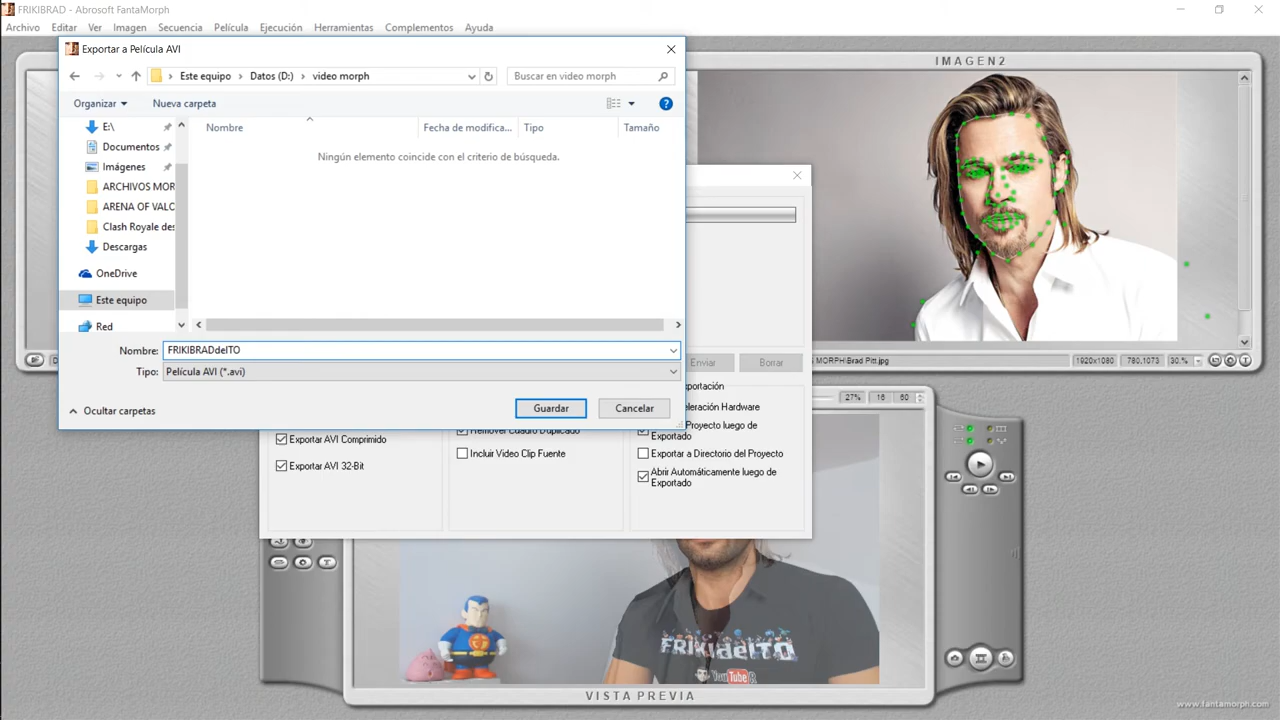 FRIKIBRAD - Abrosoft FantaMorph
Archivo Editar Ver Imagen Secuencia Película Ejecución Herramientas Complementos Ayuda
Exportar a Película AVI
Este equipo > Datos (D:) > video morph
Buscar en video morph
Organizar
Nueva carpeta
E:\
Documentos
Imágenes
ARCHIVOS MOR
ARENA OF VALC
Clash Royale des
Descargas
OneDrive
Este equipo
Red
Nombre
Fecha de modifica...
Tipo
Tamaño
Ningún elemento coincide con el criterio de búsqueda.
Nombre: FRIKIBRADdelTO
Tipo: Película AVI (*.avi)
Ocultar carpetas
Guardar
Cancelar
IMAGEN2
MORPH\Brad Pitt.jpg
1920x1080
780,1073
30.%
Enviar
Borrar
portación
eleración Hardware
Proyecto luego de
Exportado
Exportar a Directorio del Proyecto
Abrir Automáticamente luego de
Exportado
Exportar AVI Comprimido
Exportar AVI 32-Bit
Remover Cuadro Duplicado
Incluir Video Clip Fuente
27%
16
60
FRIKIdelTO
YouTube
VISTA PREVIA
www.fantamorph.com